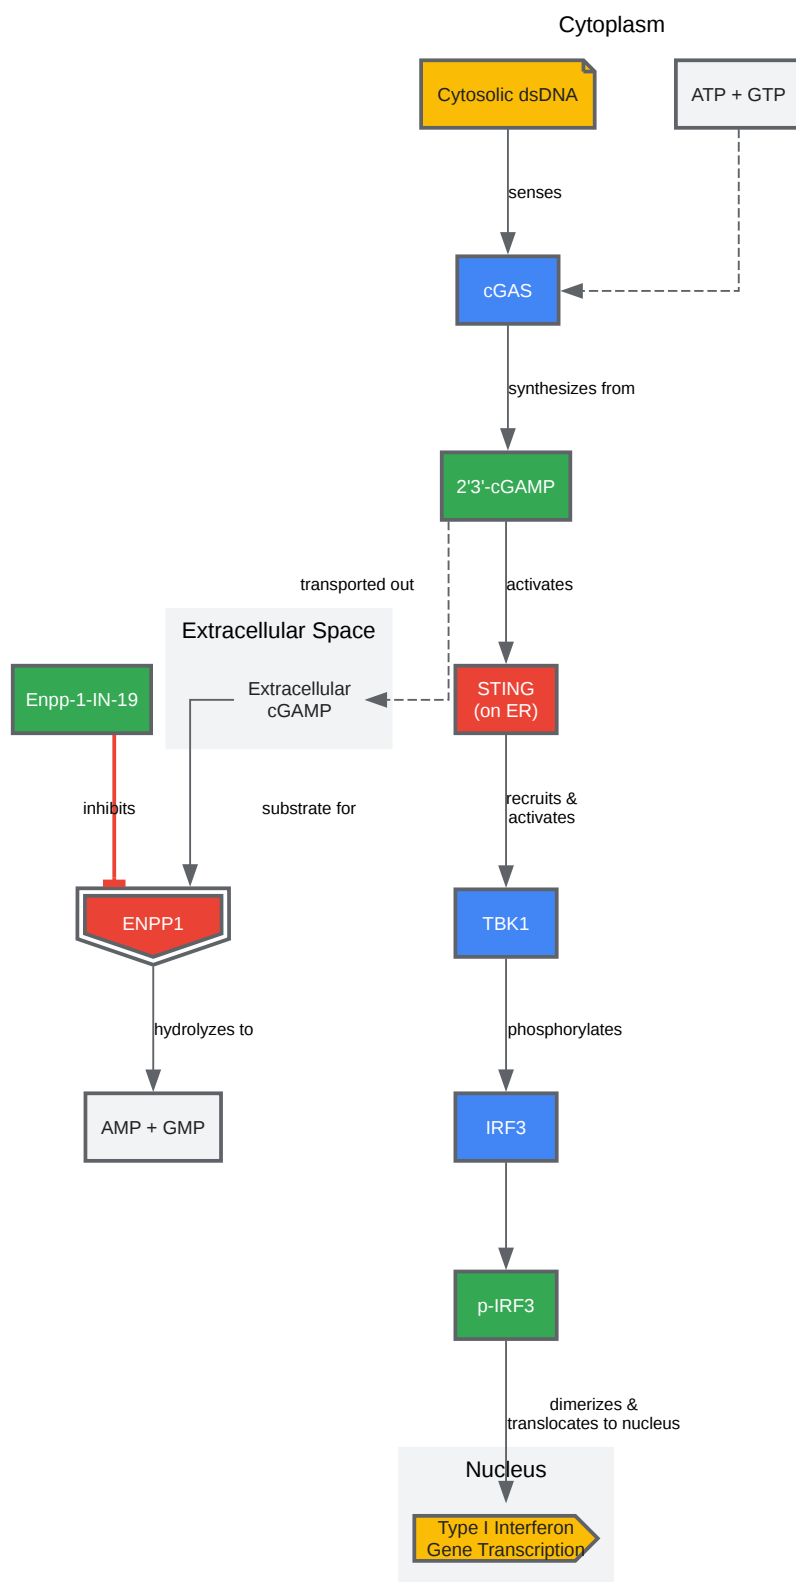 Cytoplasm
Cytosolic dsDNA
ATP + GTP
senses
cGAS
synthesizes from
2'3'-cGAMP
transported out
activates
Extracellular Space
Enpp-1-IN-19
Extracellular
cGAMP
STING
(on ER)
inhibits
substrate for
recruits &
activates
ENPP1
TBK1
hydrolyzes to
phosphorylates
AMP + GMP
IRF3
p-IRF3
dimerizes &
translocates to nucleus
Nucleus
Type I Interferon
Gene Transcription